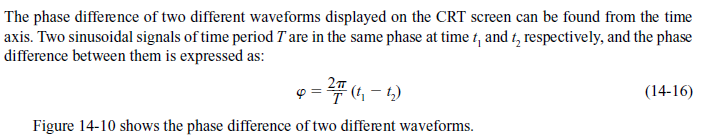 The phase difference of two different waveforms displayed on the CRT screen can be found from the time
axis. Two sinusoidal signals of time period T are in the same phase at time t₁ and t₂ respectively, and the phase
difference between them is expressed as:
φ = 2π/T (t₁ − t₂) (14-16)
Figure 14-10 shows the phase difference of two different waveforms.